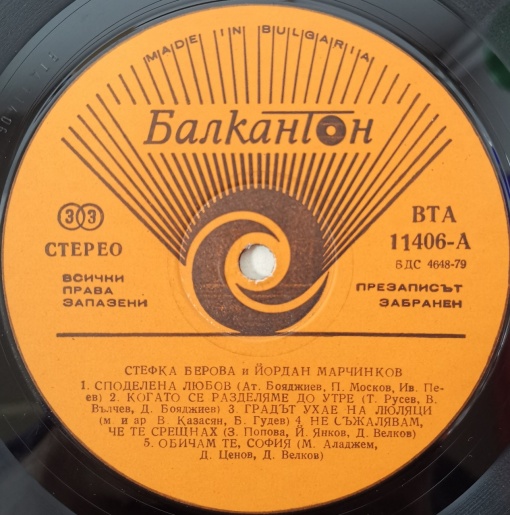 MADE IN BULGARIA
Балкантон
33
СТЕРЕО
ВСИЧКИ
ПРАВА
ЗАПАЗЕНИ
ВТА
11406-А
БДС 4648-79
ПРЕЗАПИСЪТ
ЗАБРАНЕН
СТЕФКА БЕРОВА и ЙОРДАН МАРЧИНКОВ
1. СПОДЕЛЕНА ЛЮБОВ (Ат. Бояджиев, П. Москов, Ив. Пе-
ев) 2. КОГАТО СЕ РАЗДЕЛЯМЕ ДО УТРЕ (Т. Русев, В.
Вълчев, Д. Бояджиев) 3. ГРАДЪТ УХАЕ НА ЛЮЛЯЦИ
(м и ар В. Казасян, Б. Гудев) 4. НЕ СЪЖАЛЯВАМ,
ЧЕ ТЕ СРЕЩНАХ (З. Попова, Й. Янков, Д. Велков)
5. ОБИЧАМ ТЕ, СОФИЯ (М. Аладжем,
Д. Ценов, Д. Велков)